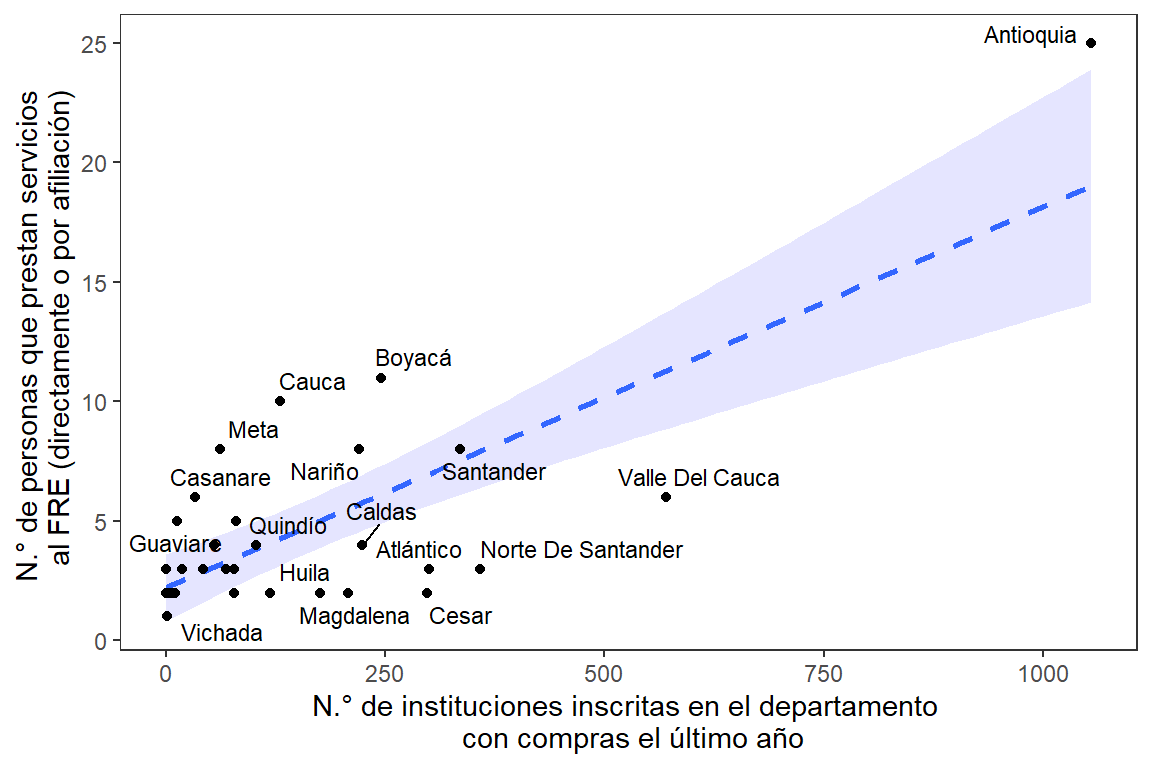 N.° de personas que prestan servicios
al FRE (directamente o por afiliación)
25
20
15
10
5
0
Antioquia
Boyacá
Cauca
Meta
Nariño
Santander
Casanare
Valle Del Cauca
Caldas
Quindío
Guaviare
Atlántico
Norte De Santander
Huila
Magdalena
Cesar
Vichada
0
250
500
750
1000
N.° de instituciones inscritas en el departamento
con compras el último año